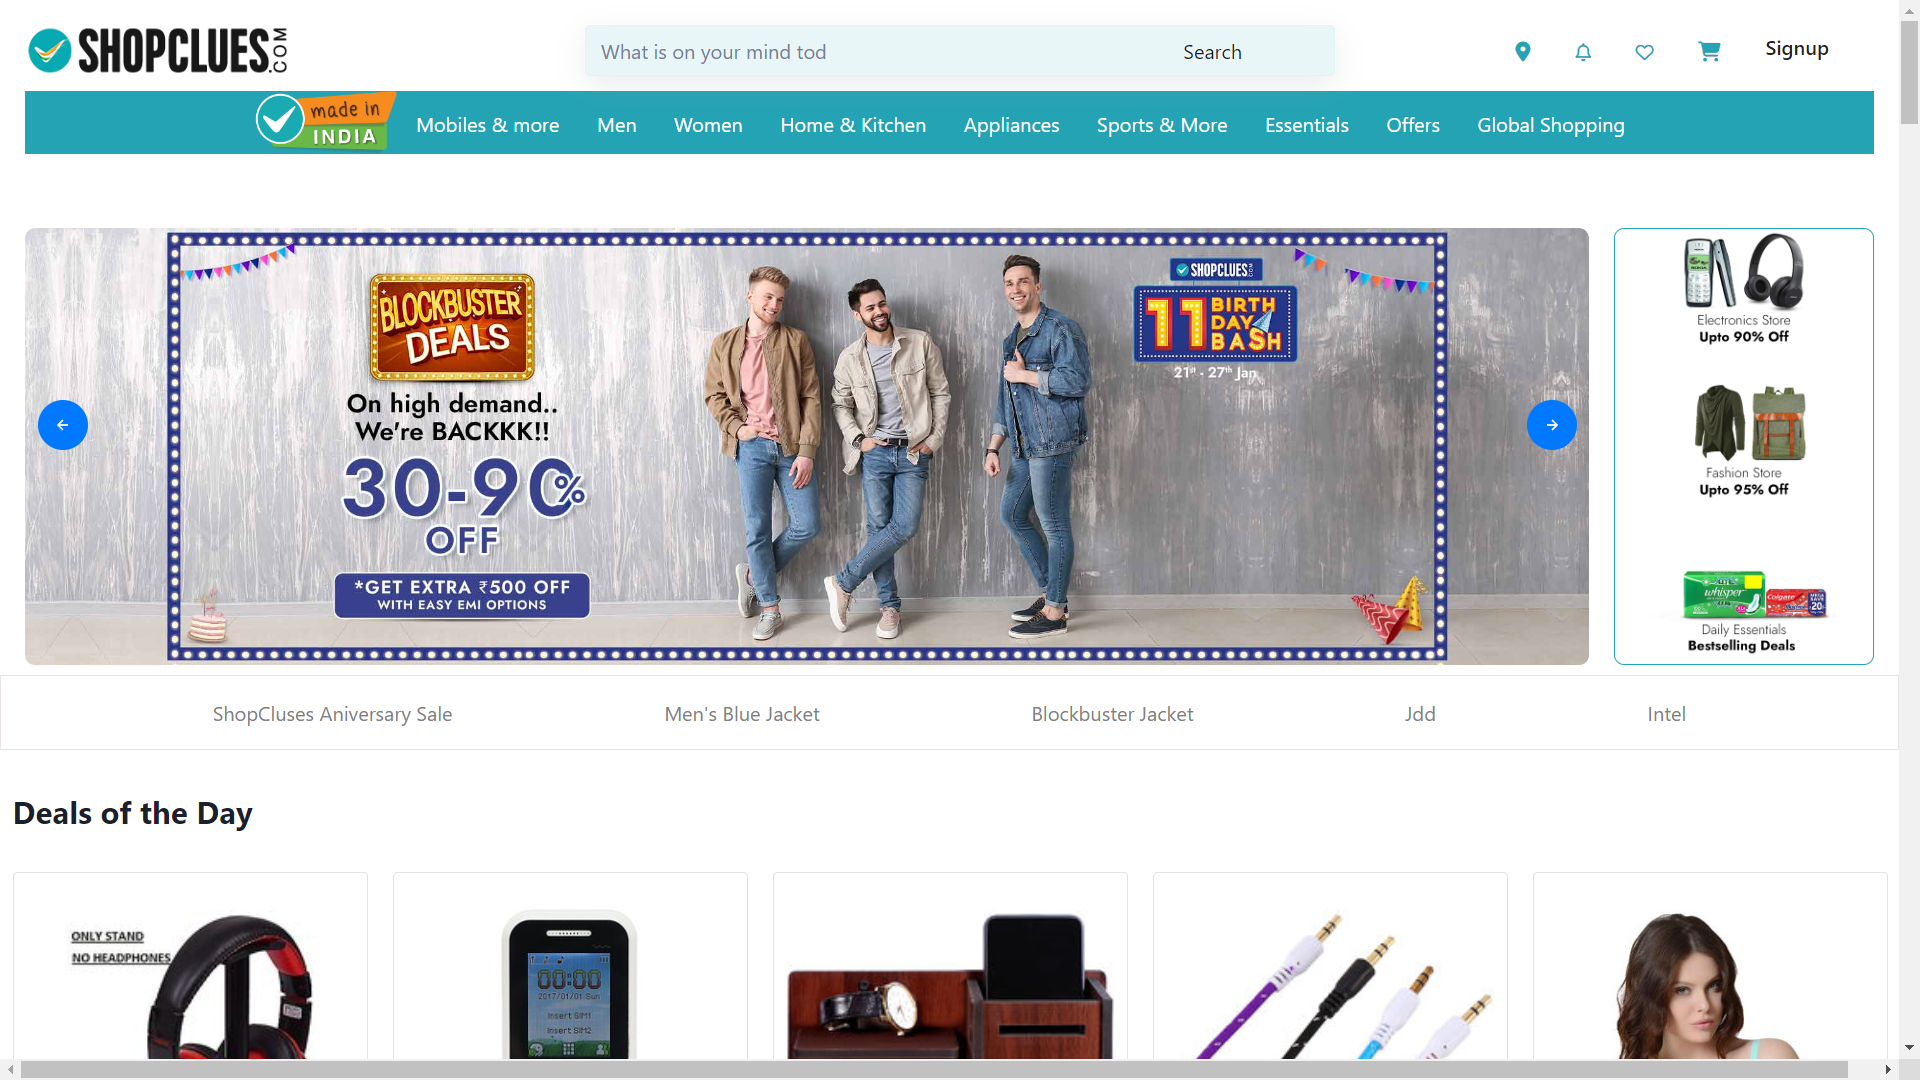 SHOPCLUES.COM
What is on your mind tod
Search
Signup
made in
INDIA
Mobiles & more
Men
Women
Home & Kitchen
Appliances
Sports & More
Essentials
Offers
Global Shopping
BLOCKBUSTER
DEALS
On high demand..
We're BACKKK!!
30-90%
OFF
*GET EXTRA ₹500 OFF
WITH EASY EMI OPTIONS
SHOPCLUES.COM
11 BIRTH
DAY
BASH
21st - 27th Jan
Electronics Store
Upto 90% Off
Fashion Store
Upto 95% Off
whisper
Colgate
Daily Essentials
Bestselling Deals
ShopCluses Aniversary Sale
Men's Blue Jacket
Blockbuster Jacket
Jdd
Intel
Deals of the Day
ONLY STAND
NO HEADPHONES
00:00
2017/01/01 Sun
Insert SIM1
Insert SIM2